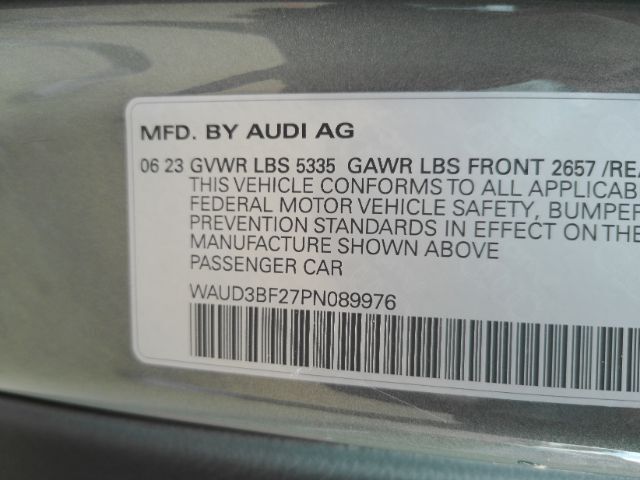 MFD. BY AUDI AG
06 23 GVWR LBS 5335 GAWR LBS FRONT 2657 /REA
THIS VEHICLE CONFORMS TO ALL APPLICAB
FEDERAL MOTOR VEHICLE SAFETY, BUMPER
PREVENTION STANDARDS IN EFFECT ON THE
MANUFACTURE SHOWN ABOVE
PASSENGER CAR
WAUD3BF27PN089976